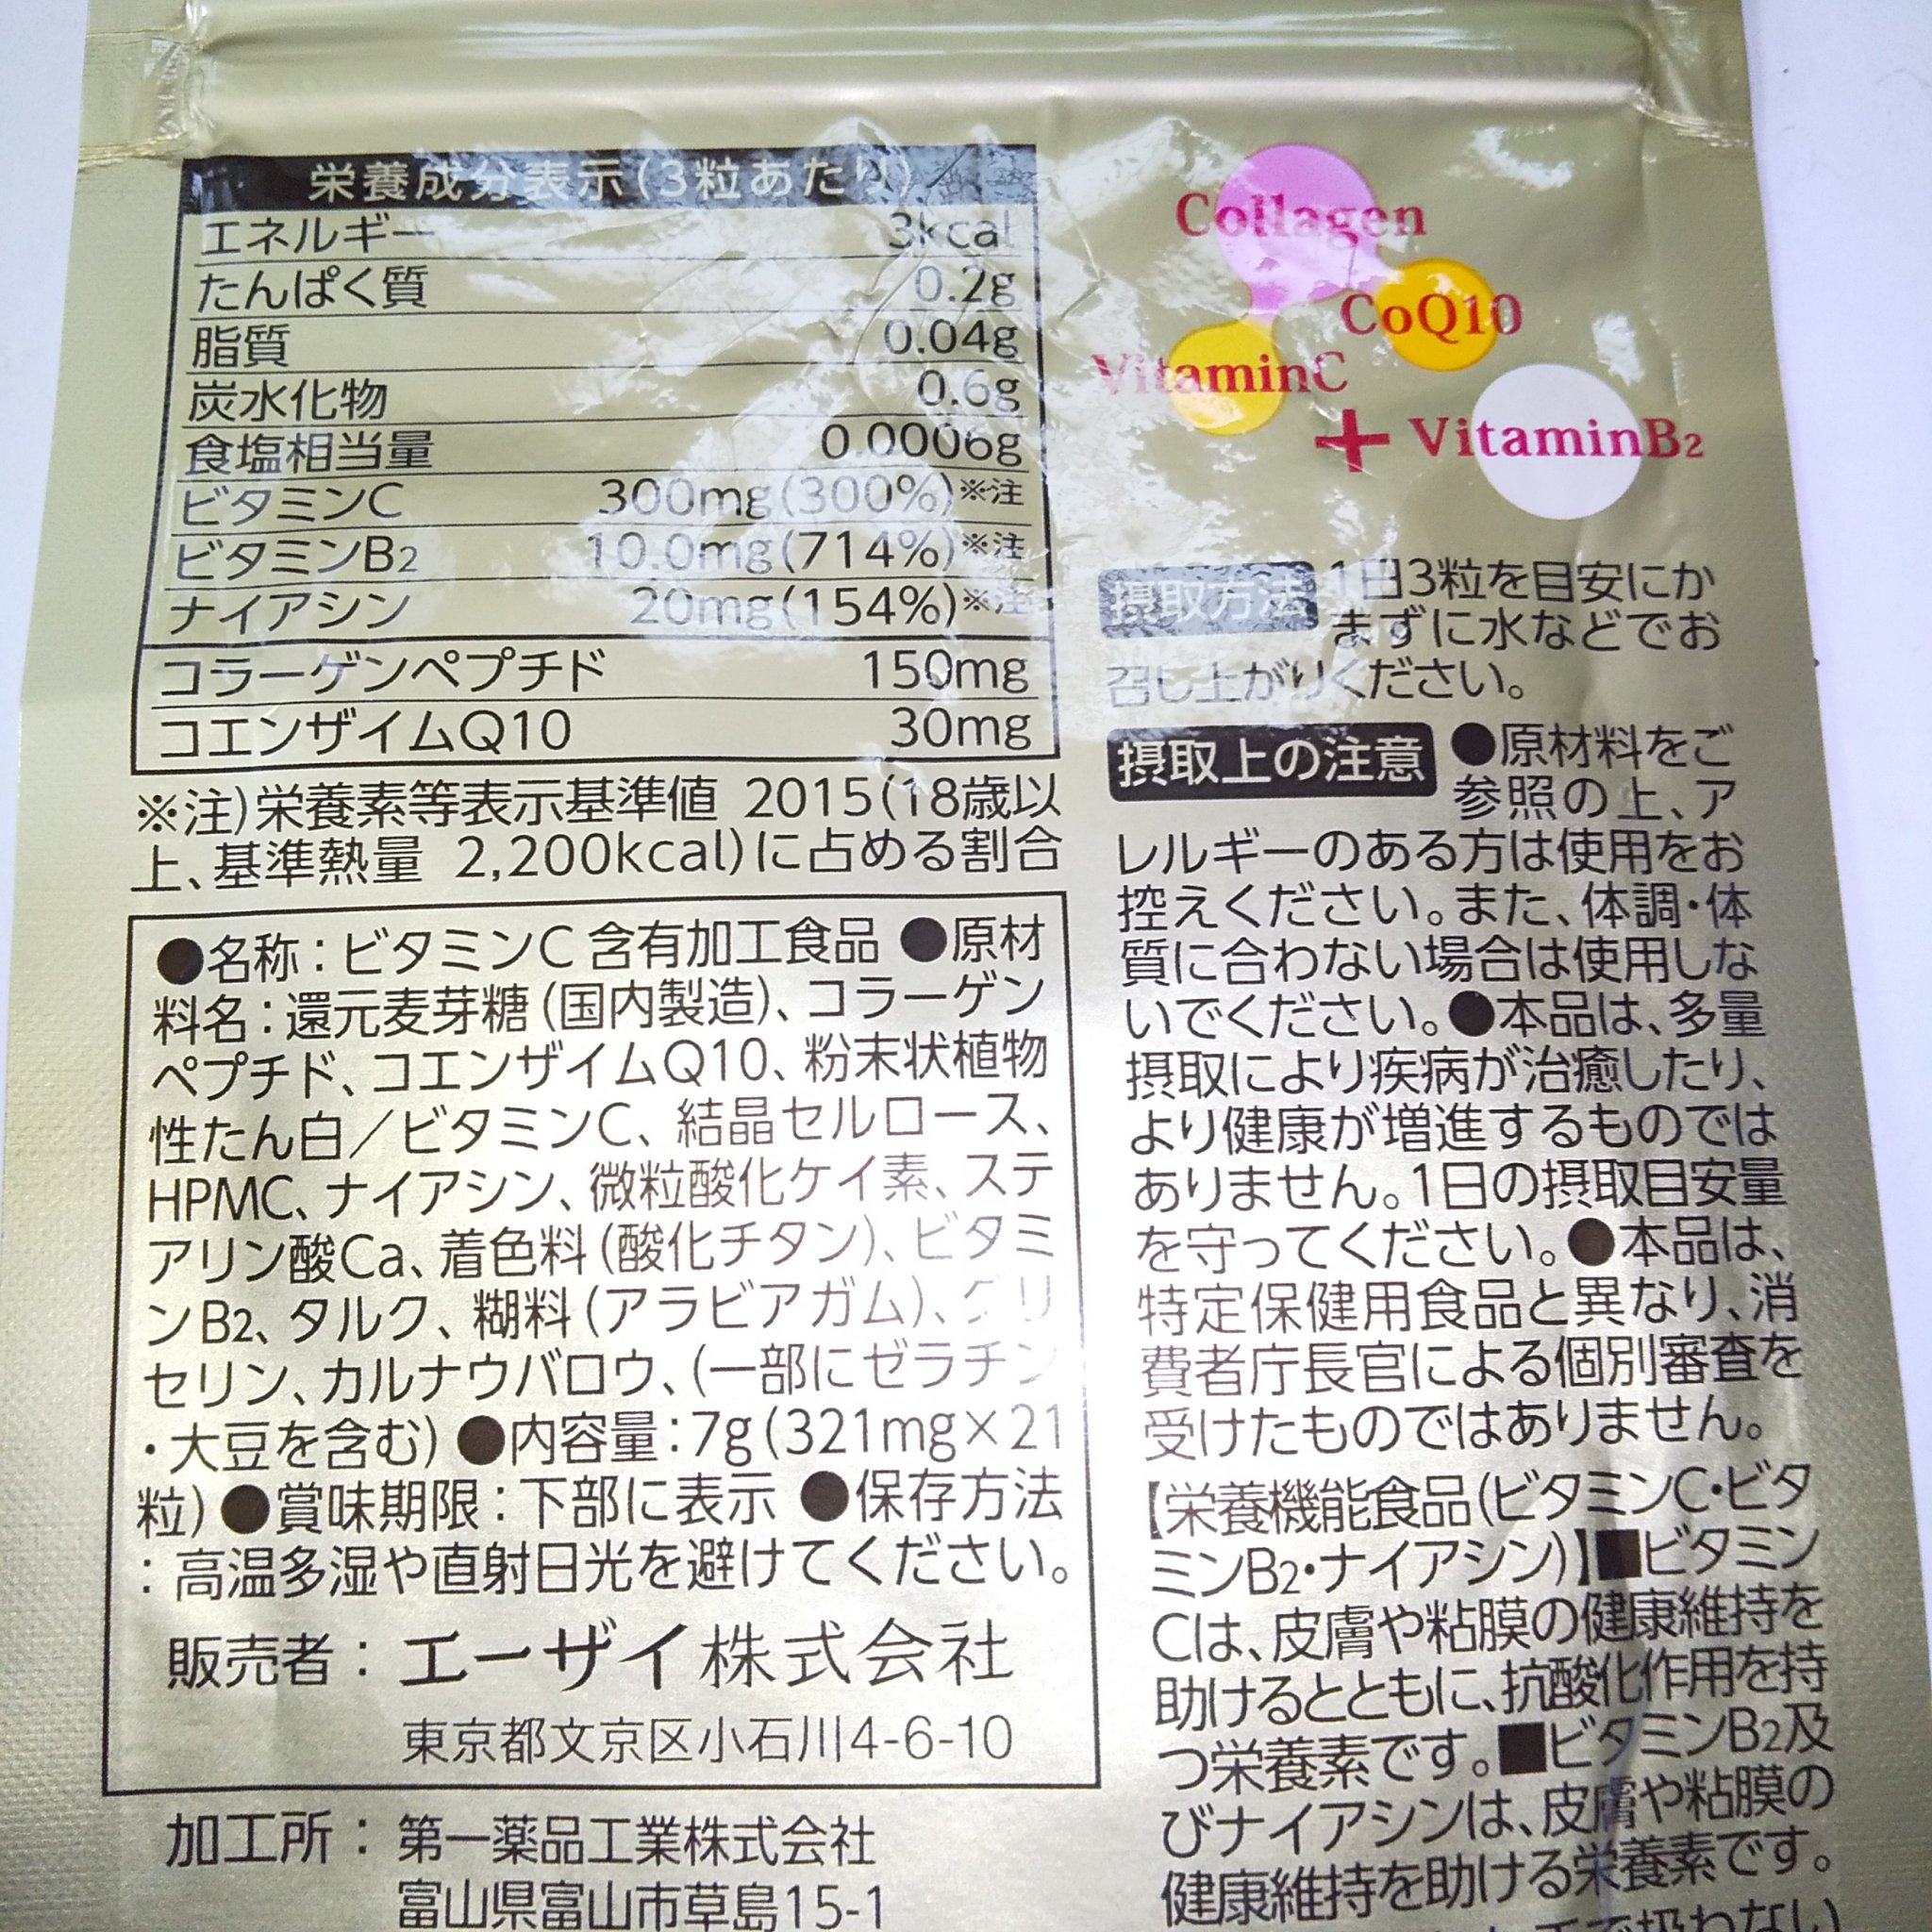 栄養成分表示(3粒あたり)
エネルギー 3kcal
たんぱく質 0.2g
脂質 0.04g
炭水化物 0.6g
食塩相当量 0.0006g
ビタミンC 300mg(300%)※注
ビタミンB2 10.0mg(714%)※注
ナイアシン 20mg(154%)※注
コラーゲンペプチド 150mg
コエンザイムQ10 30mg
※注)栄養素等表示基準値 2015(18歳以
上、基準熱量 2,200kcal)に占める割合
●名称:ビタミンC 含有加工食品 ●原材
料名:還元麦芽糖(国内製造)、コラーゲン
ペプチド、コエンザイムQ10、粉末状植物
性たん白/ビタミンC、結晶セルロース、
HPMC、ナイアシン、微粒酸化ケイ素、ステ
アリン酸Ca、着色料(酸化チタン)、ビタミ
ンB2、タルク、糊料(アラビアガム)、グリ
セリン、カルナウバロウ、(一部にゼラチン
・大豆を含む) ●内容量:7g(321mg×21
粒) ●賞味期限:下部に表示 ●保存方法
:高温多湿や直射日光を避けてください。
販売者:エーザイ株式会社
東京都文京区小石川4-6-10
加工所:第一薬品工業株式会社
富山県富山市草島15-1
Collagen
CoQ10
VitaminC
+VitaminB2
摂取方法 1日3粒を目安にか
まずに水などでお
召し上がりください。
摂取上の注意 ●原材料をご
参照の上、ア
レルギーのある方は使用をお
控えください。また、体調・体
質に合わない場合は使用しな
いでください。●本品は、多量
摂取により疾病が治癒したり、
より健康が増進するものでは
ありません。1日の摂取目安量
を守ってください。●本品は、
特定保健用食品と異なり、消
費者庁長官による個別審査を
受けたものではありません。
【栄養機能食品(ビタミンC・ビタ
ミンB2・ナイアシン)】■ビタミン
Cは、皮膚や粘膜の健康維持を
助けるとともに、抗酸化作用を持
つ栄養素です。■ビタミンB2及
びナイアシンは、皮膚や粘膜の
健康維持を助ける栄養素です。